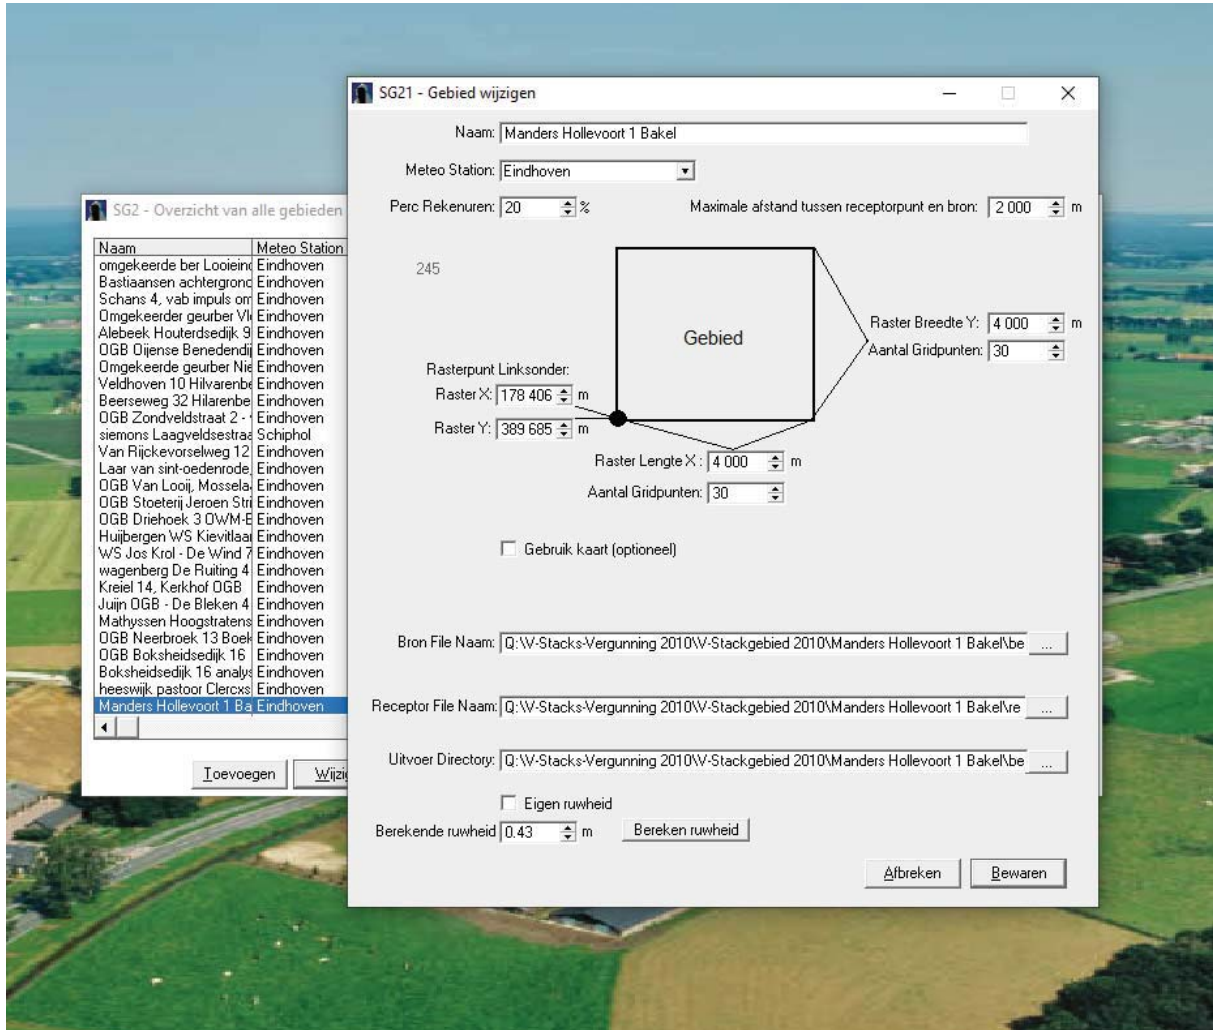 SG21 - Gebied wijzigen
Naam: Manders Hollevoort 1 Bakel
Meteo Station: Eindhoven
Perc Rekenuren: 20 % Maximale afstand tussen receptorpunt en bron: 2 000 m
245
Gebied
Raster Breedte Y: 4 000 m
Aantal Gridpunten: 30
Rasterpunt Linksonder:
Raster X: 178 406 m
Raster Y: 389 685 m
Raster Lengte X : 4 000 m
Aantal Gridpunten: 30
Gebruik kaart (optioneel)
Bron File Naam: Q:\V-Stacks-Vergunning 2010\V-Stackgebied 2010\Manders Hollevoort 1 Bakel\be ...
Receptor File Naam: Q:\V-Stacks-Vergunning 2010\V-Stackgebied 2010\Manders Hollevoort 1 Bakel\re ...
Uitvoer Directory: Q:\V-Stacks-Vergunning 2010\V-Stackgebied 2010\Manders Hollevoort 1 Bakel\be ...
Eigen ruwheid
Berekende ruwheid 0.43 m Bereken ruwheid
Afbreken Bewaren
SG2 - Overzicht van alle gebieden
Naam Meteo Station
omgekeerde ber Looiein Eindhoven
Bastiaansen achtergrond Eindhoven
Schans 4, vab impuls om Eindhoven
Omgekeerder geurber Vl Eindhoven
Alebeek Houterdsedijk 9 Eindhoven
OGB Oijense Benedendij Eindhoven
Omgekeerde geurber Nie Eindhoven
Veldhoven 10 Hilvarenbe Eindhoven
Beerseweg 32 Hilarenbe Eindhoven
OGB Zondveldstraat 2 - Eindhoven
siemons Laagveldsestraa Schiphol
Van Rijckevorselweg 12 Eindhoven
Laar van sint-oedenrode, Eindhoven
OGB Van Looij, Mossela Eindhoven
OGB Stoeterij Jeroen Stri Eindhoven
OGB Driehoek 3 OWM-E Eindhoven
Huijbergen WS Kievitlaa Eindhoven
WS Jos Krol - De Wind 7 Eindhoven
wagenberg De Ruiting 4 Eindhoven
Kreiel 14, Kerkhof OGB Eindhoven
Juijn OGB - De Bleken 4 Eindhoven
Mathyssen Hoogstratens Eindhoven
OGB Neerbroek 13 Boek Eindhoven
OGB Boksheidsedijk 16 Eindhoven
Boksheidsedijk 16 analys Eindhoven
heeswijk pastoor Clercxs Eindhoven
Manders Hollevoort 1 Ba Eindhoven
Toevoegen Wijzi